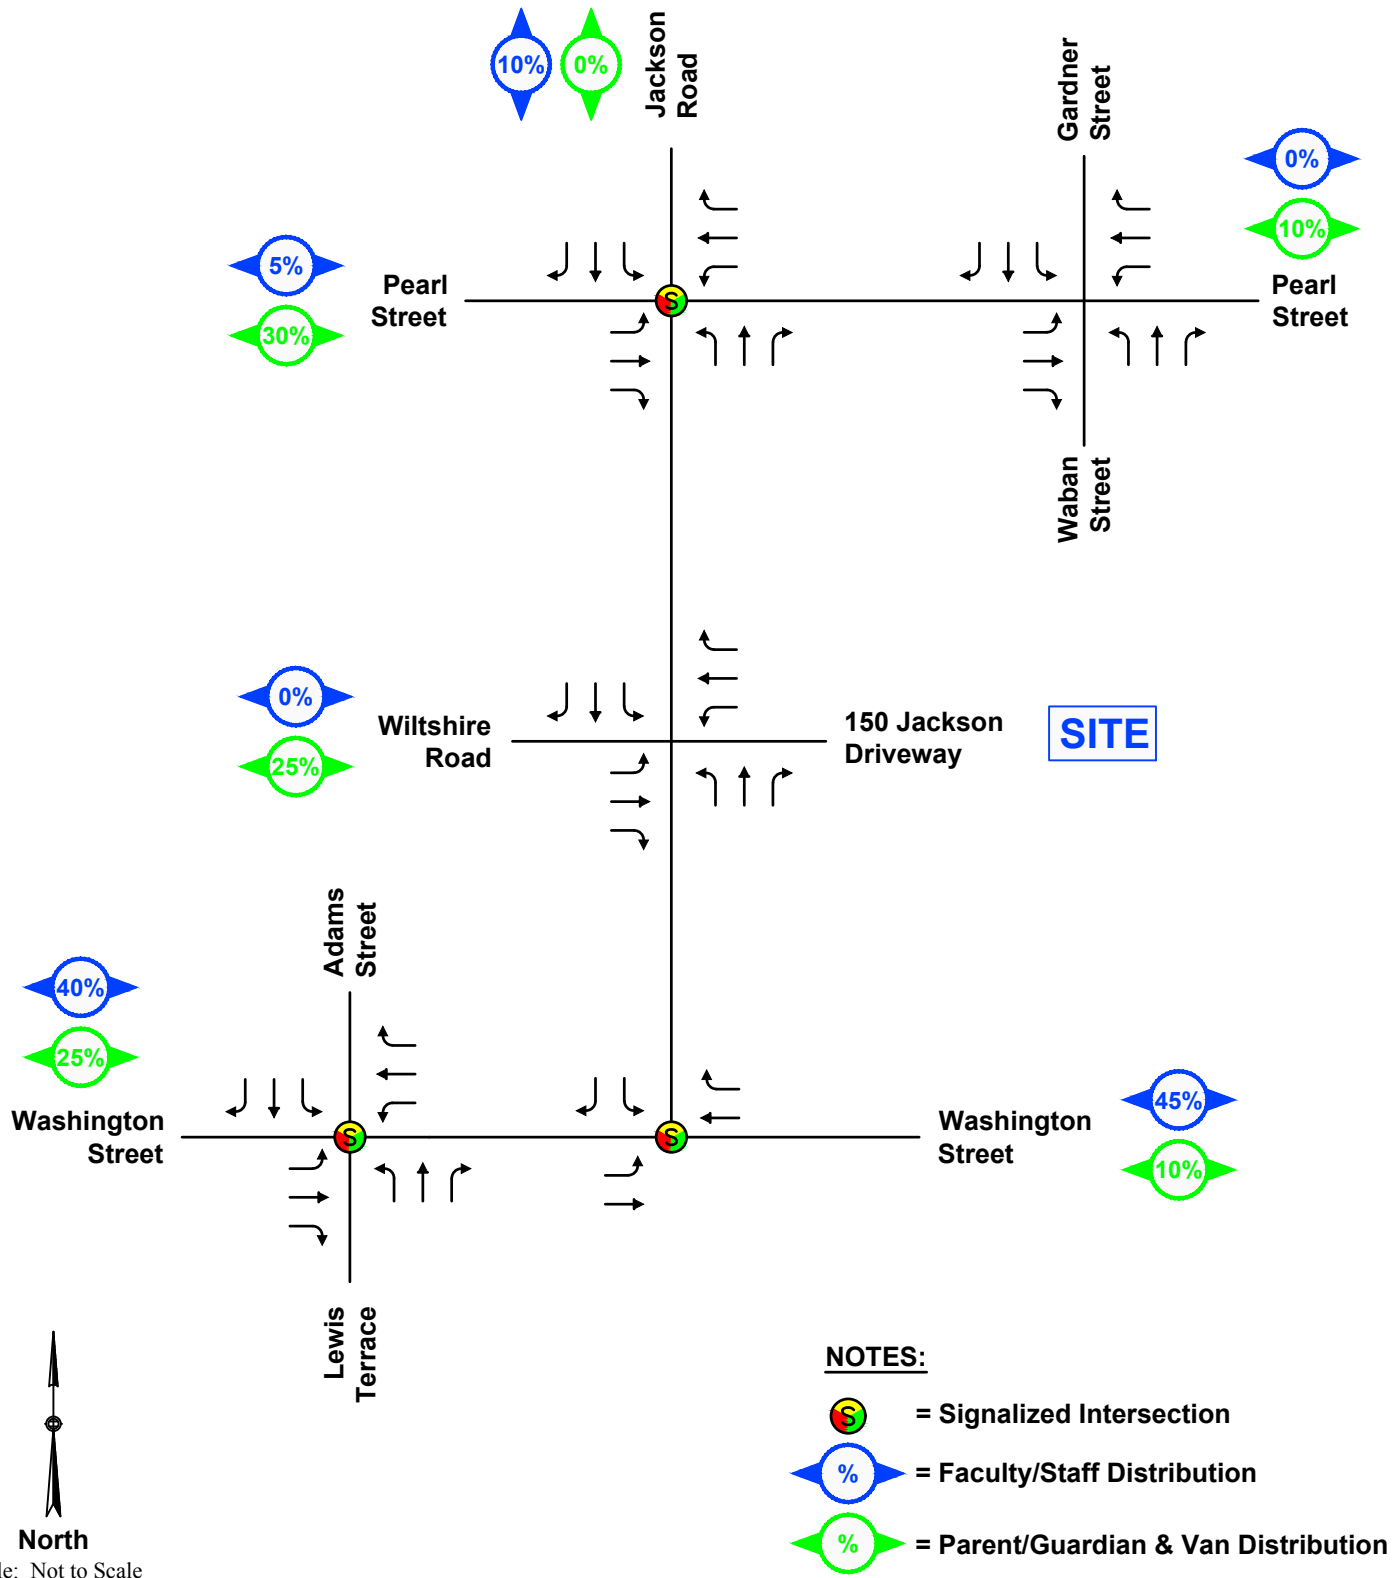 10%
0%
Jackson
Road
Gardner
Street
0%
10%
5%
30%
Pearl
Street
S
Pearl
Street
Waban
Street
0%
25%
Wiltshire
Road
150 Jackson
Driveway
SITE
Adams
Street
40%
25%
Washington
Street
S
S
Washington
Street
45%
10%
Lewis
Terrace
NOTES:
S = Signalized Intersection
% = Faculty/Staff Distribution
% = Parent/Guardian & Van Distribution
North
le: Not to Scale